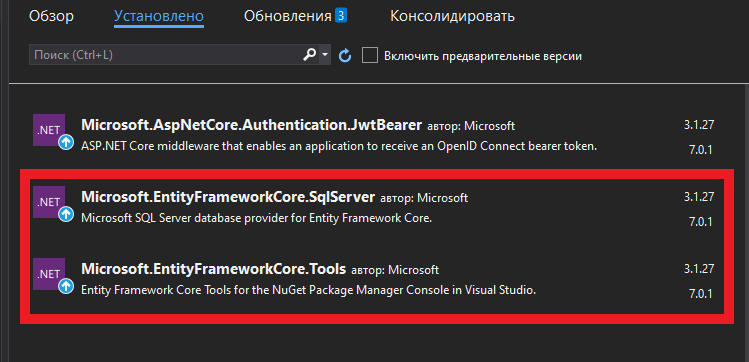 Обзор Установлено Обновления 3 Консолидировать
Поиск (Ctrl+L) Включить предварительные версии
.NET Microsoft.AspNetCore.Authentication.JwtBearer автор: Microsoft 3.1.27
ASP.NET Core middleware that enables an application to receive an OpenID Connect bearer token. 7.0.1
.NET Microsoft.EntityFrameworkCore.SqlServer автор: Microsoft 3.1.27
Microsoft SQL Server database provider for Entity Framework Core. 7.0.1
.NET Microsoft.EntityFrameworkCore.Tools автор: Microsoft 3.1.27
Entity Framework Core Tools for the NuGet Package Manager Console in Visual Studio. 7.0.1